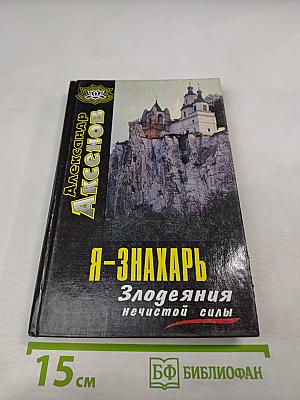 Александр
Аксенов
Я-ЗНАХАРЬ
Злодеяния
нечистой силы
15 см
БФ БИБЛИОФАН